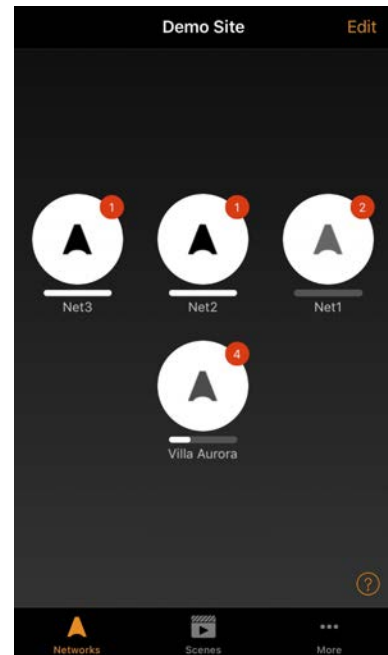 Demo Site Edit
1 1 2
Net3 Net2 Net1
4
Villa Aurora
?
Networks Scenes More